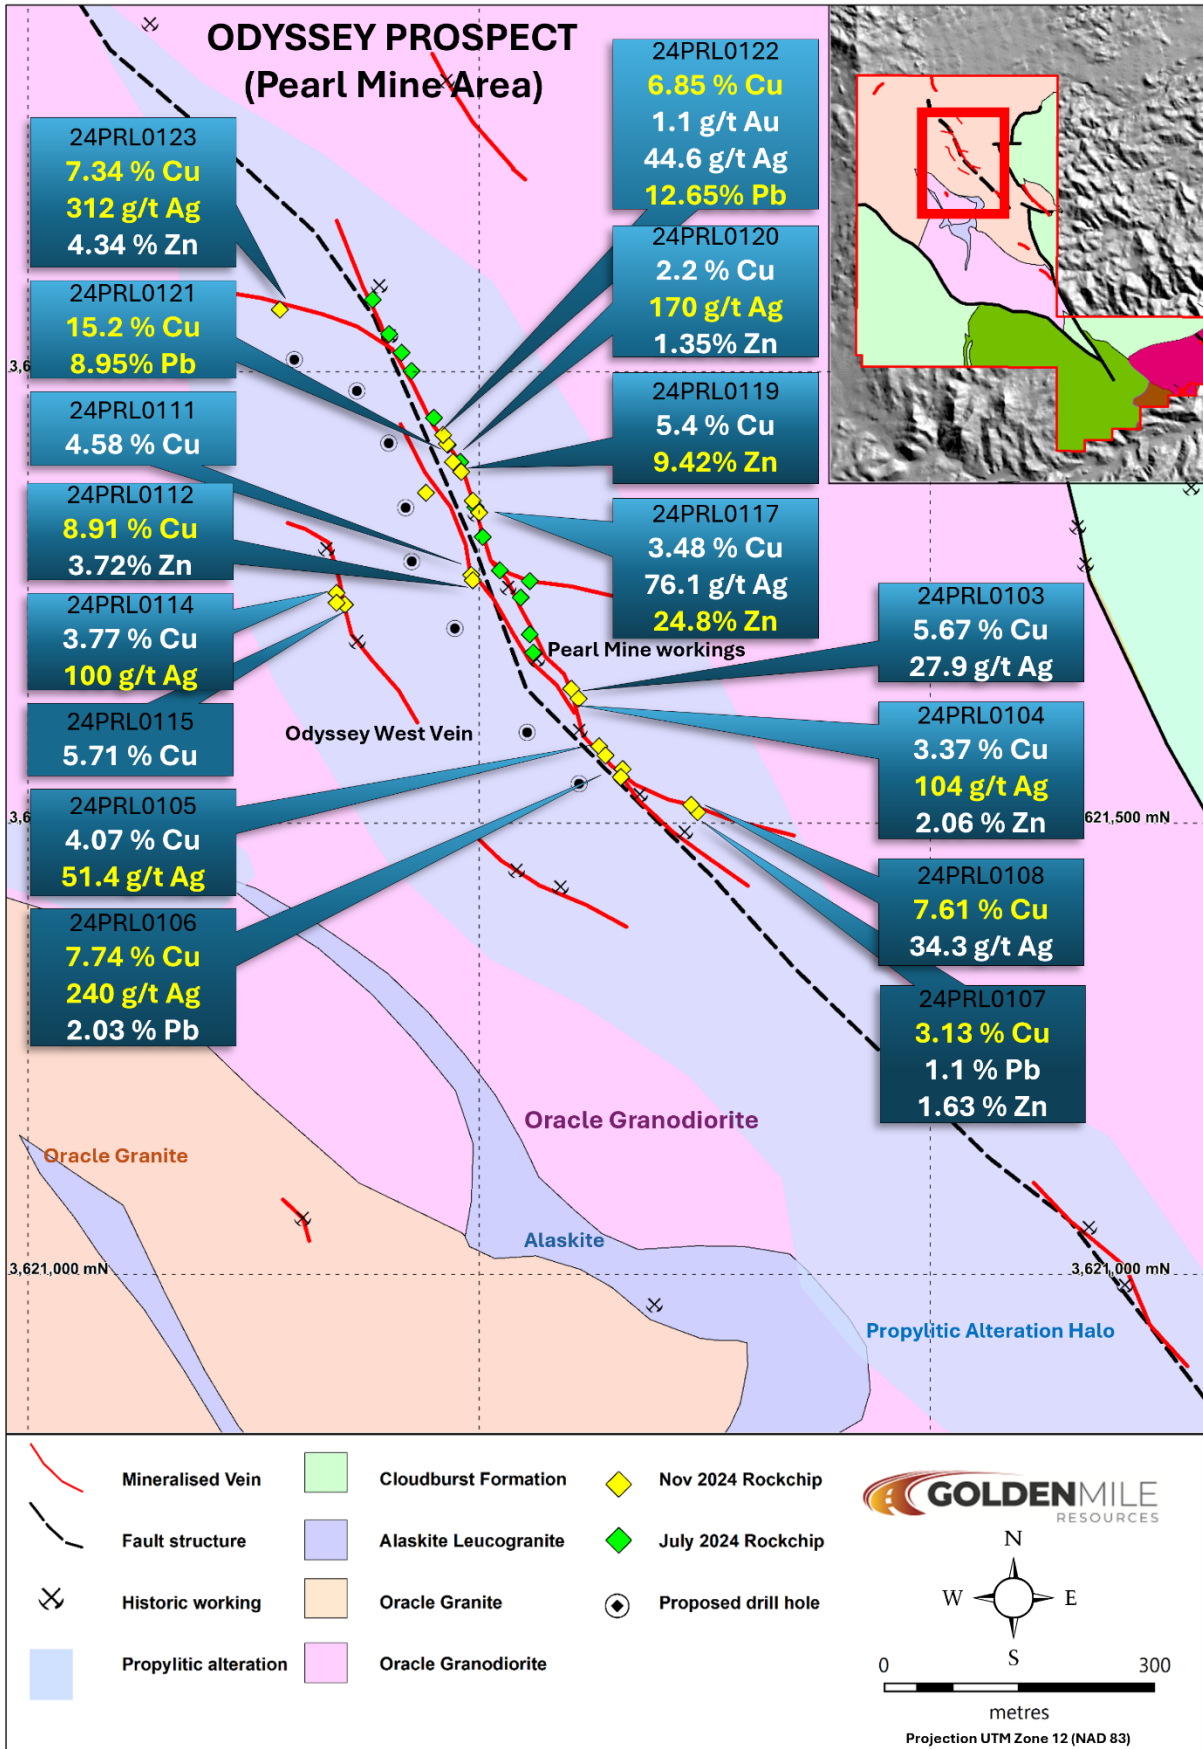 ODYSSEY PROSPECT
(Pearl Mine Area)
24PRL0122
6.85 % Cu
1.1 g/t Au
44.6 g/t Ag
12.65% Pb
24PRL0123
7.34 % Cu
312 g/t Ag
4.34 % Zn
24PRL0120
2.2 % Cu
170 g/t Ag
1.35% Zn
24PRL0121
15.2 % Cu
8.95% Pb
24PRL0119
5.4 % Cu
9.42% Zn
24PRL0111
4.58 % Cu
24PRL0112
8.91 % Cu
3.72% Zn
24PRL0117
3.48 % Cu
76.1 g/t Ag
24.8% Zn
24PRL0114
3.77 % Cu
100 g/t Ag
24PRL0103
5.67 % Cu
27.9 g/t Ag
Pearl Mine workings
24PRL0115
5.71 % Cu
Odyssey West Vein
24PRL0104
3.37 % Cu
104 g/t Ag
2.06 % Zn
24PRL0105
4.07 % Cu
51.4 g/t Ag
621,500 mN
24PRL0108
7.61 % Cu
34.3 g/t Ag
24PRL0106
7.74 % Cu
240 g/t Ag
2.03 % Pb
24PRL0107
3.13 % Cu
1.1 % Pb
1.63 % Zn
Oracle Granodiorite
Oracle Granite
Alaskite
3,621,000 mN
3,621,000 mN
Propylitic Alteration Halo
Mineralised Vein
Cloudburst Formation
Nov 2024 Rockchip
GOLDENMILE
RESOURCES
Fault structure
Alaskite Leucogranite
July 2024 Rockchip
N
W
E
S
Historic working
Oracle Granite
Proposed drill hole
Propylitic alteration
Oracle Granodiorite
0
300
metres
Projection UTM Zone 12 (NAD 83)